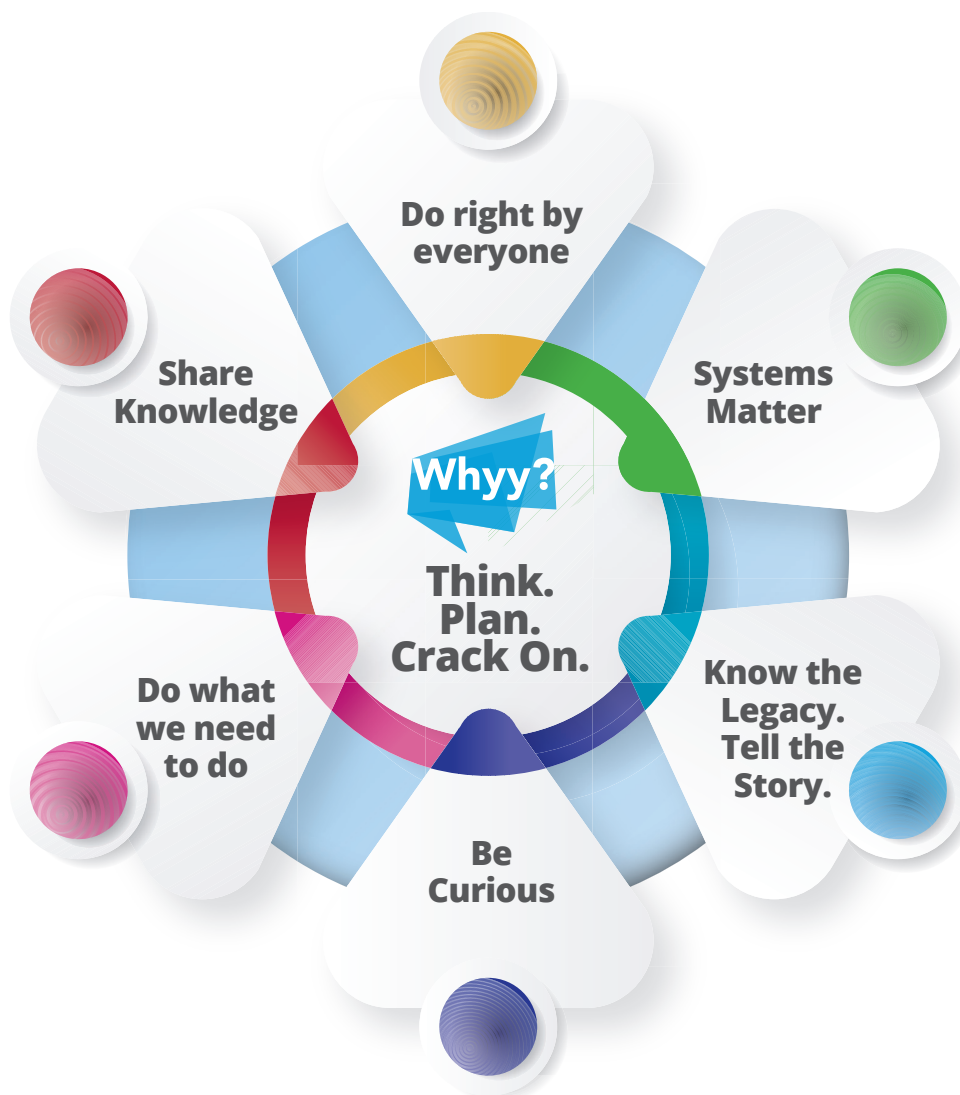 Do right by
everyone
Systems
Matter
Know the
Legacy.
Tell the
Story.
Be
Curious
Do what
we need
to do
Share
Knowledge
Whyy?
Think.
Plan.
Crack On.